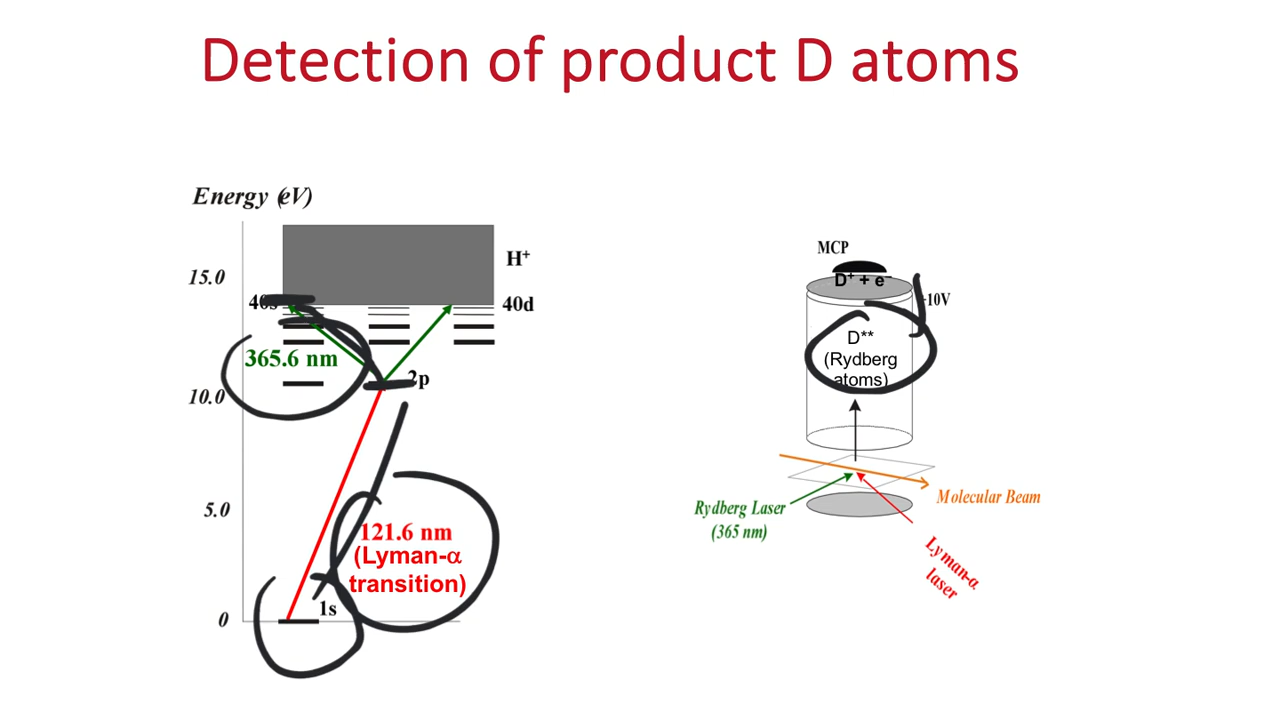 Detection of product D atoms
Energy (eV)
15.0
10.0
5.0
0
H⁺
40s
40d
365.6 nm
2p
121.6 nm
(Lyman-α
transition)
1s
MCP
D⁺ + e⁻
-10V
D**
(Rydberg
atoms)
Molecular Beam
Rydberg Laser
(365 nm)
Lyman-α
laser